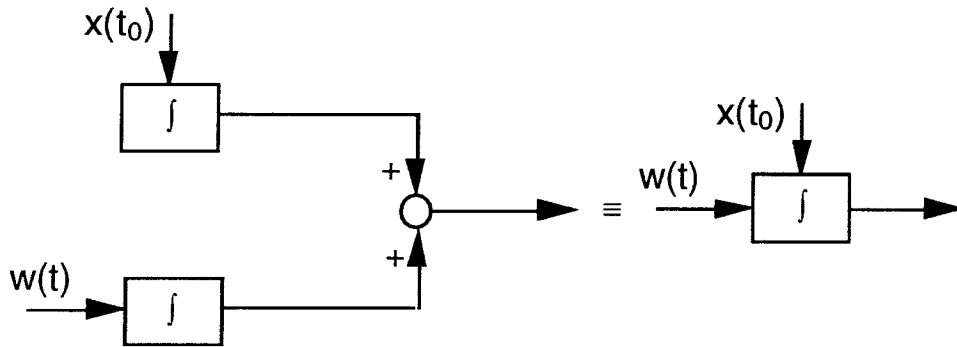 x(t₀)
∫
+
x(t₀)
w(t)
≡
∫
+
w(t)
∫